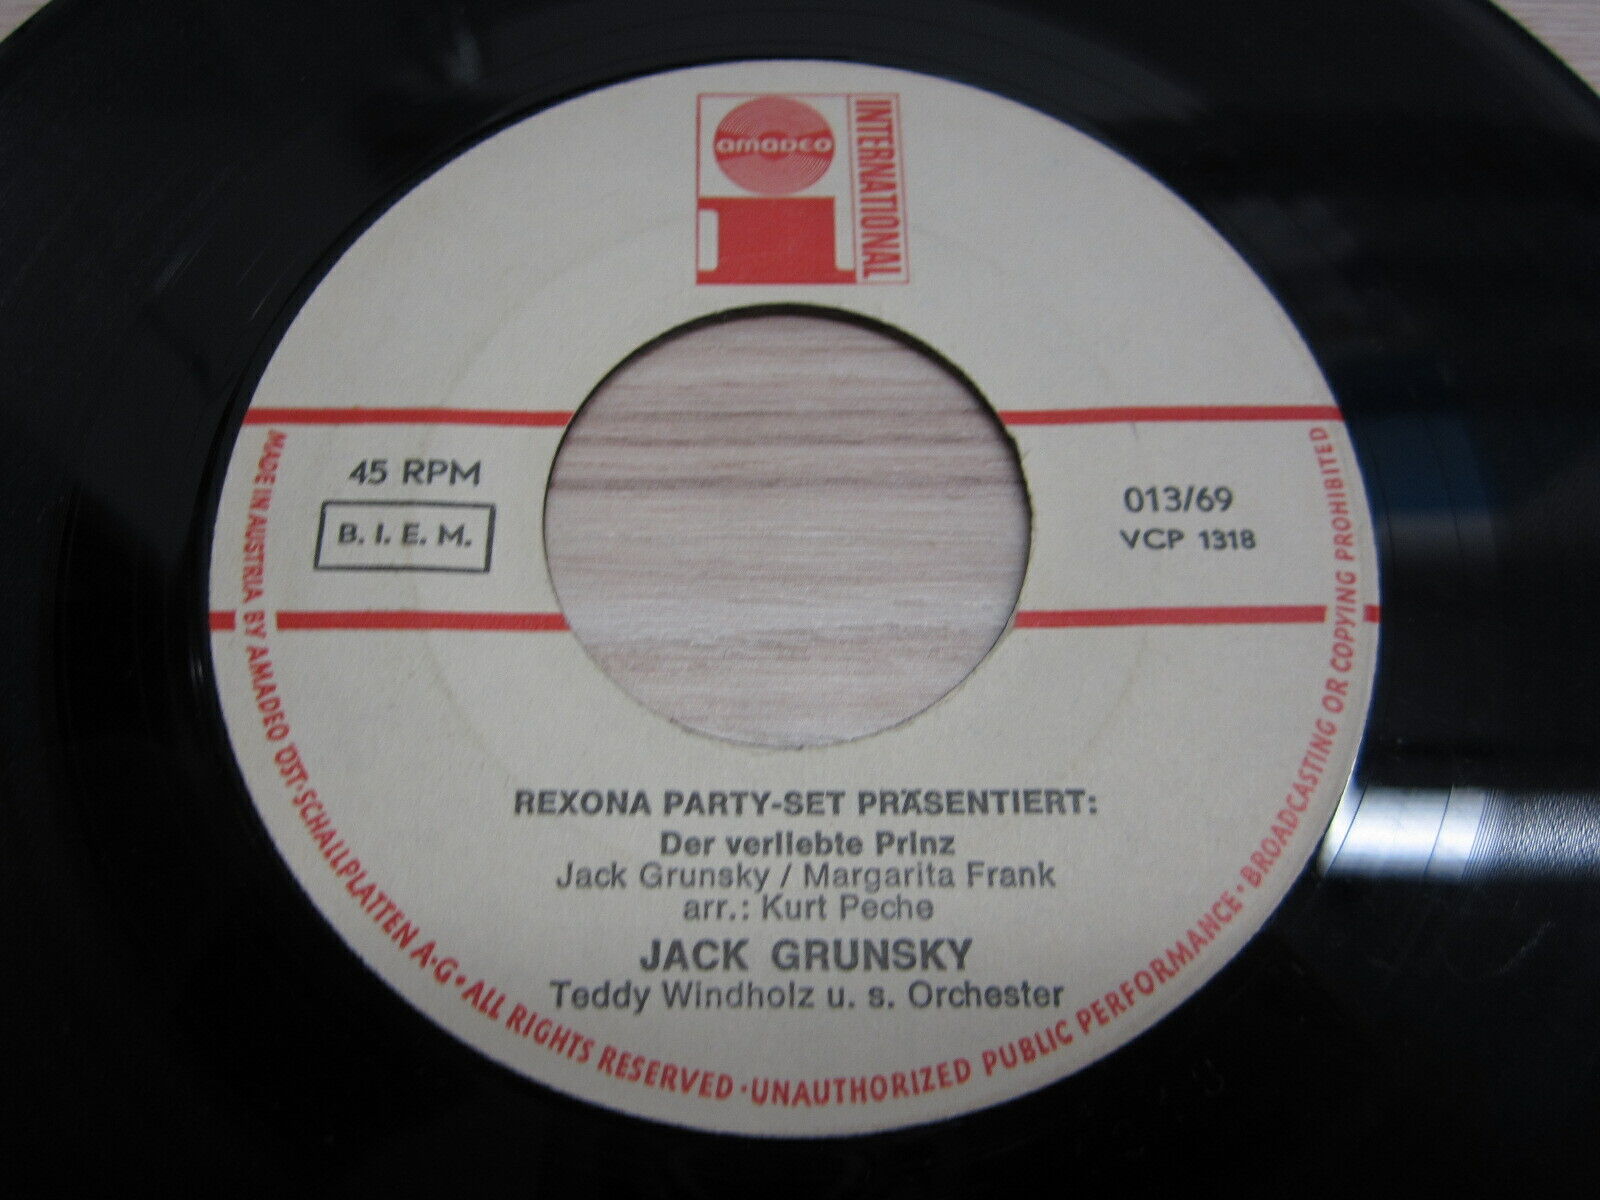 amadeo
INTERNATIONAL
45 RPM
B. I. E. M.
013/69
VCP 1318
REXONA PARTY-SET PRÄSENTIERT:
Der verliebte Prinz
Jack Grunsky / Margarita Frank
arr.: Kurt Peche
JACK GRUNSKY
Teddy Windholz u. s. Orchester
MADE IN AUSTRIA BY AMADEO ÖST·SCHALLPLATTEN A·G· ALL RIGHTS RESERVED · UNAUTHORIZED PUBLIC PERFORMANCE · BROADCASTING OR COPYING PROHIBITED